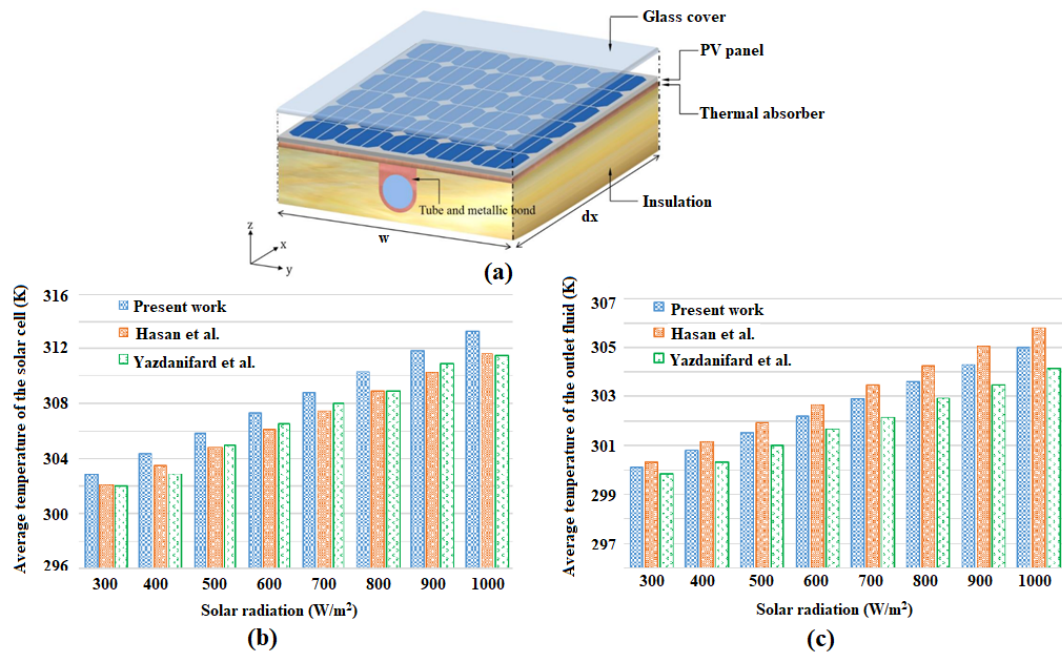 Glass cover
PV panel
Thermal absorber
Tube and metallic bond
Insulation
dx
w
z
x
y
(a)
Average temperature of the solar cell (K)
316
312
308
304
300
296
Present work
Hasan et al.
Yazdanifard et al.
300 400 500 600 700 800 900 1000
Solar radiation (W/m²)
(b)
Average temperature of the outlet fluid (K)
307
305
303
301
299
297
Present work
Hasan et al.
Yazdanifard et al.
300 400 500 600 700 800 900 1000
Solar radiation (W/m²)
(c)